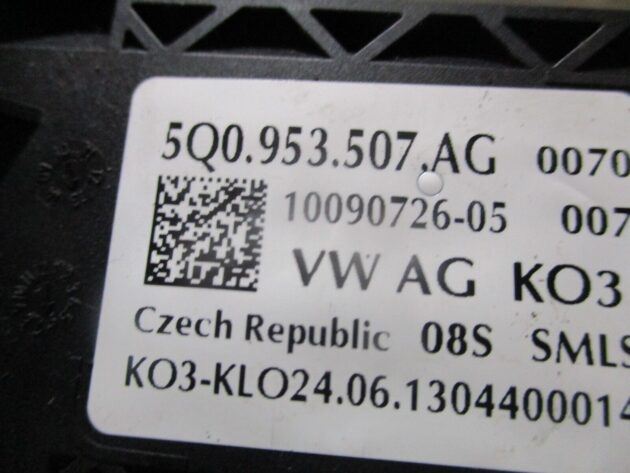 5Q0.953.507.AG 0070
10090726-05 007
VW AG KO3
Czech Republic 08S SMLS
KO3-KLO24.06.1304400014